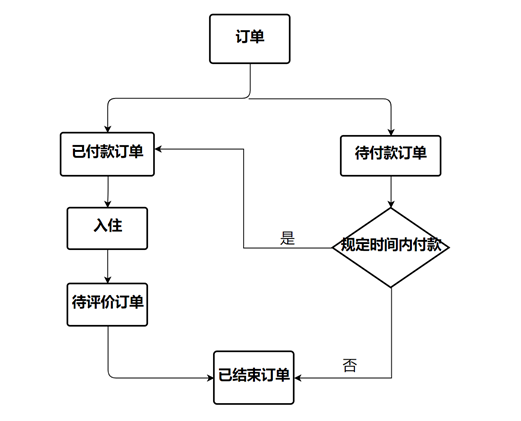 订单
已付款订单
待付款订单
入住
是
规定时间内付款
待评价订单
否
已结束订单